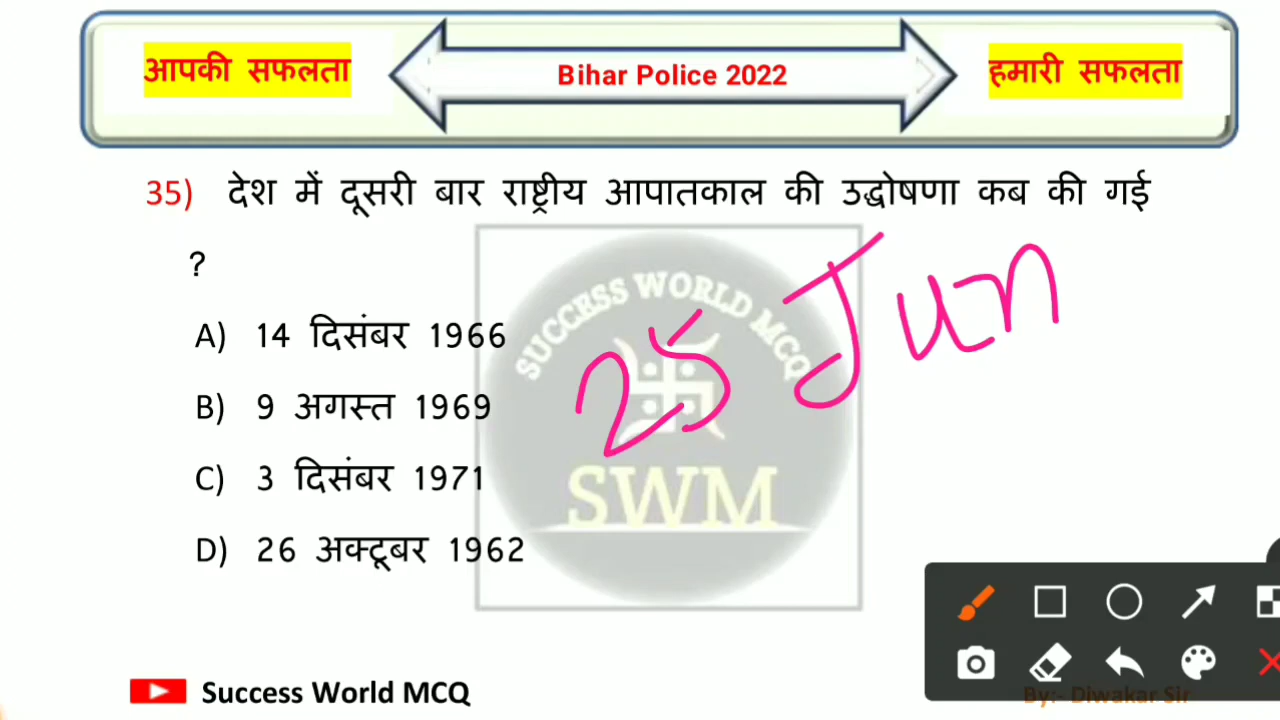 आपकी सफलता
Bihar Police 2022
हमारी सफलता
35) देश में दूसरी बार राष्ट्रीय आपातकाल की उद्घोषणा कब की गई
?
A) 14 दिसंबर 1966
B) 9 अगस्त 1969
C) 3 दिसंबर 1971
D) 26 अक्टूबर 1962
SUCCESS WORLD MCQ
SWM
25 Jun
Success World MCQ
By:- Diwakar Sir